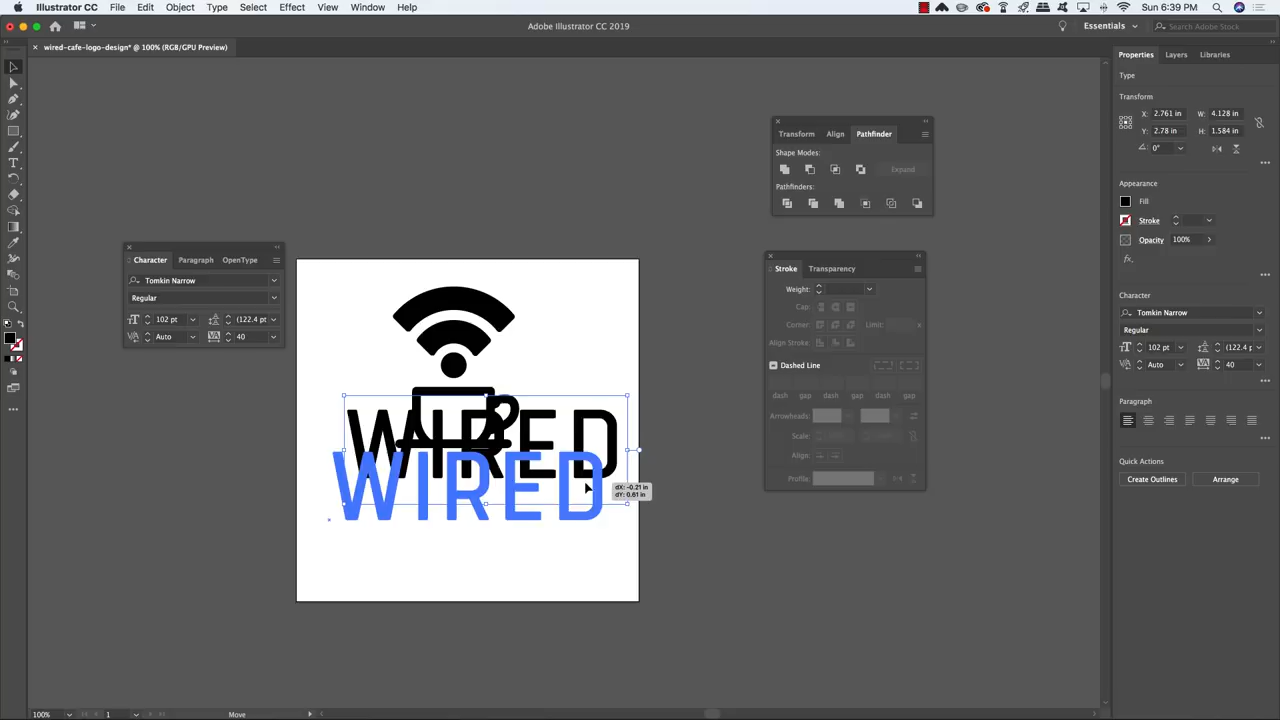 Illustrator CC File Edit Object Type Select Effect View Window Help Sun 6:39 PM
Adobe Illustrator CC 2019
Essentials
Search Adobe Stock
wired-cafe-logo-design* @ 100% (RGB/GPU Preview)
Properties Layers Libraries
Type
Transform
X: 2.761 in W: 4.128 in
Y: 2.78 in H: 1.584 in
0°
Appearance
Fill
Stroke
Opacity 100%
fx.
Character
Tomkin Narrow
Regular
102 pt (122.4 p
Auto 40
Paragraph
Quick Actions
Create Outlines Arrange
Transform Align Pathfinder
Shape Modes:
Expand
Pathfinders:
Character Paragraph OpenType
Tomkin Narrow
Regular
102 pt (122.4 pt
Auto 40
Stroke Transparency
Weight:
Cap:
Corner: Limit: x
Align Stroke:
Dashed Line
dash gap dash gap dash gap
Arrowheads:
Scale:
Align:
Profile:
WIRED
WIRED
dX: -0.21 in
dY: 0.61 in
100% 1 Move